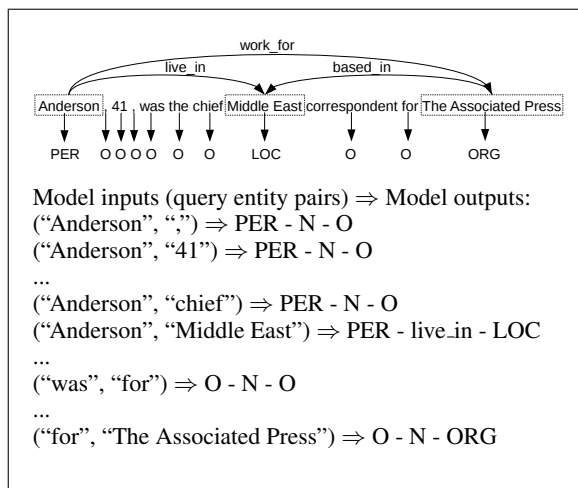 work_for
live_in based_in
Anderson , 41 , was the chief Middle East correspondent for The Associated Press
PER O O O O O O LOC O O ORG
Model inputs (query entity pairs) ⇒ Model outputs:
(“Anderson”, “,”) ⇒ PER - N - O
(“Anderson”, “41”) ⇒ PER - N - O
...
(“Anderson”, “chief”) ⇒ PER - N - O
(“Anderson”, “Middle East”) ⇒ PER - live_in - LOC
...
(“was”, “for”) ⇒ O - N - O
...
(“for”, “The Associated Press”) ⇒ O - N - ORG